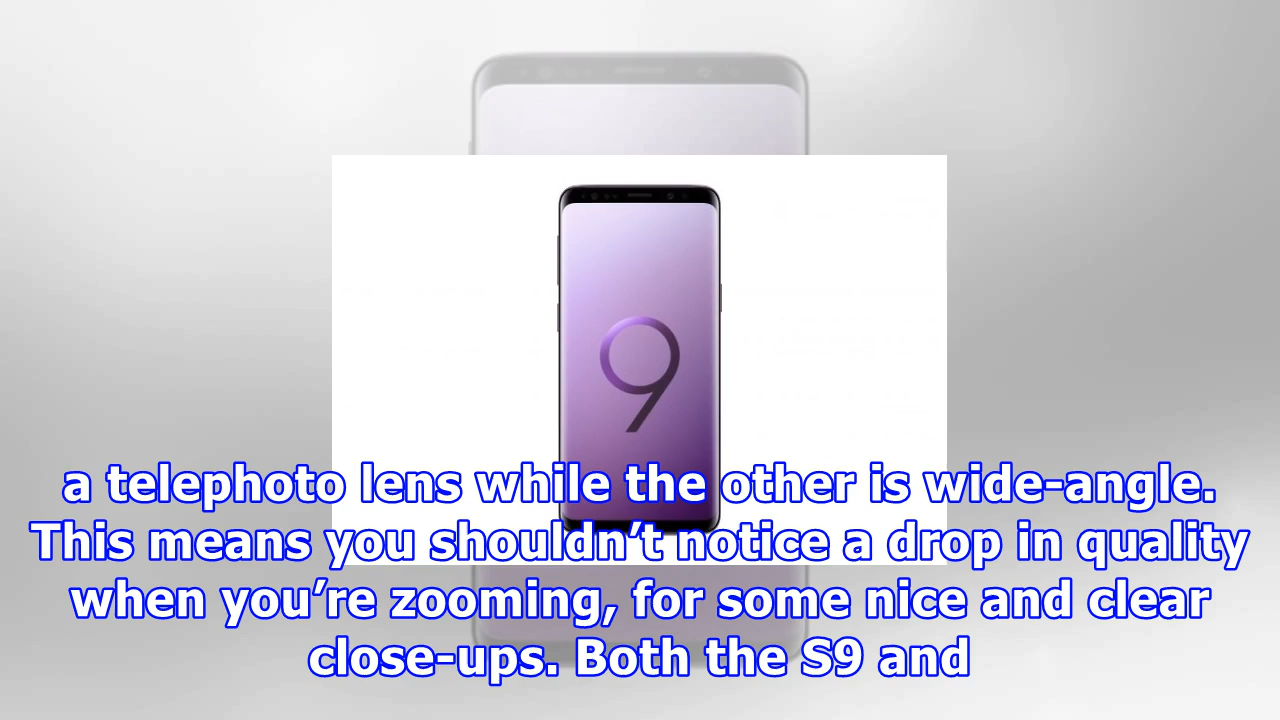 9
a telephoto lens while the other is wide-angle.
This means you shouldn’t notice a drop in quality
when you’re zooming, for some nice and clear
close-ups. Both the S9 and